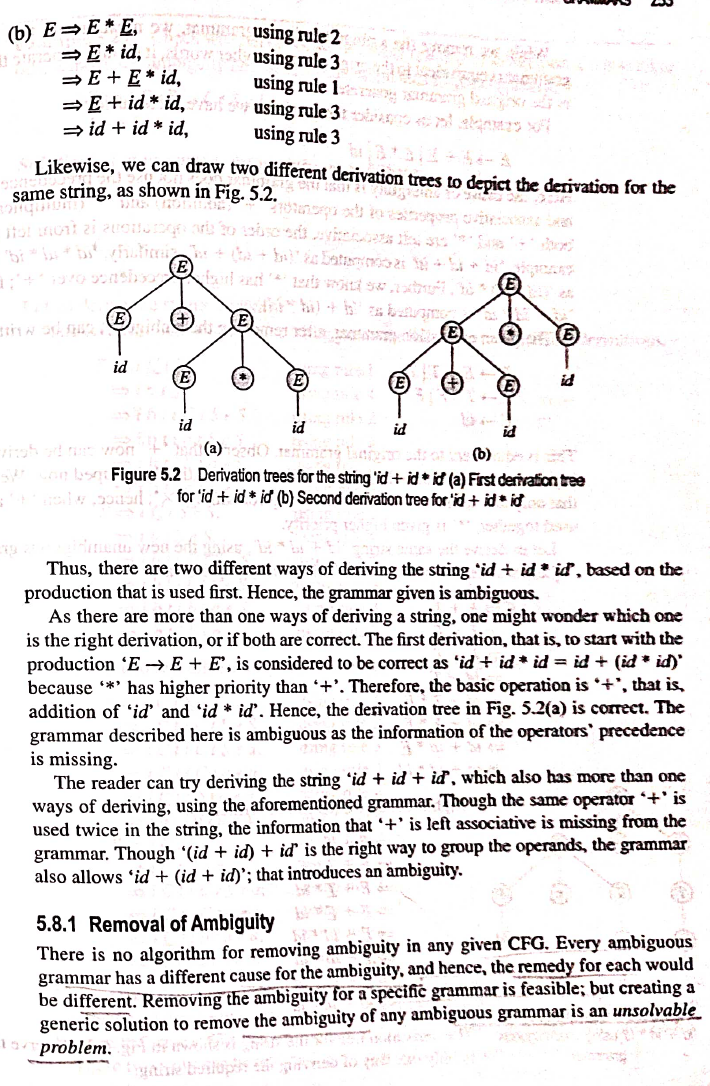 (b) E ⇒ E * E, using rule 2
⇒ E * id, using rule 3
⇒ E + E * id, using rule 1
⇒ E + id * id, using rule 3
⇒ id + id * id, using rule 3
Likewise, we can draw two different derivation trees to depict the derivation for the
same string, as shown in Fig. 5.2.
E
E + E
id E * E
id id
(a)
E
E * E
E + E id
id id
(b)
Figure 5.2 Derivation trees for the string 'id + id * id' (a) First derivation tree
for 'id + id * id' (b) Second derivation tree for 'id + id * id'
Thus, there are two different ways of deriving the string 'id + id * id', based on the
production that is used first. Hence, the grammar given is ambiguous.
As there are more than one ways of deriving a string, one might wonder which one
is the right derivation, or if both are correct. The first derivation, that is, to start with the
production 'E → E + E', is considered to be correct as 'id + id * id = id + (id * id)'
because '*' has higher priority than '+'. Therefore, the basic operation is '+', that is,
addition of 'id' and 'id * id'. Hence, the derivation tree in Fig. 5.2(a) is correct. The
grammar described here is ambiguous as the information of the operators' precedence
is missing.
The reader can try deriving the string 'id + id + id', which also has more than one
ways of deriving, using the aforementioned grammar. Though the same operator '+' is
used twice in the string, the information that '+' is left associative is missing from the
grammar. Though '(id + id) + id' is the right way to group the operands, the grammar
also allows 'id + (id + id)'; that introduces an ambiguity.
5.8.1 Removal of Ambiguity
There is no algorithm for removing ambiguity in any given CFG. Every ambiguous
grammar has a different cause for the ambiguity, and hence, the remedy for each would
be different. Removing the ambiguity for a specific grammar is feasible; but creating a
generic solution to remove the ambiguity of any ambiguous grammar is an unsolvable
problem.